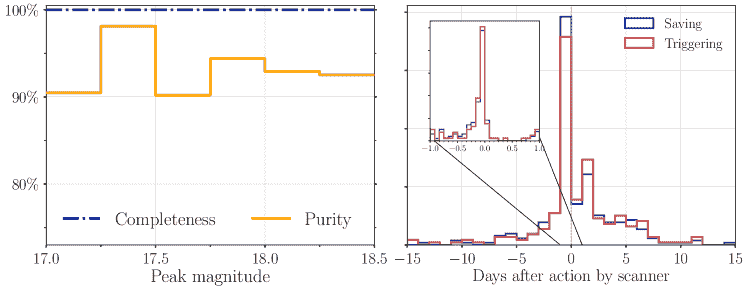 100%
90%
80%
Completeness
Purity
17.0 17.5 18.0 18.5
Peak magnitude
Saving
Triggering
−1.0 −0.5 0.0 0.5 1.0
−15 −10 −5 0 5 10 15
Days after action by scanner